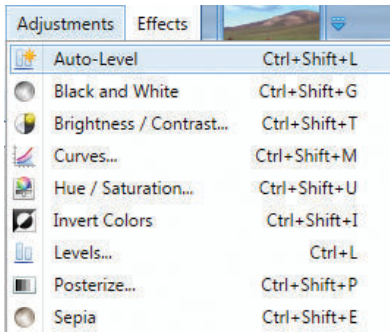 Adjustments Effects
Auto-Level Ctrl+Shift+L
Black and White Ctrl+Shift+G
Brightness / Contrast... Ctrl+Shift+T
Curves... Ctrl+Shift+M
Hue / Saturation... Ctrl+Shift+U
Invert Colors Ctrl+Shift+I
Levels... Ctrl+L
Posterize... Ctrl+Shift+P
Sepia Ctrl+Shift+E